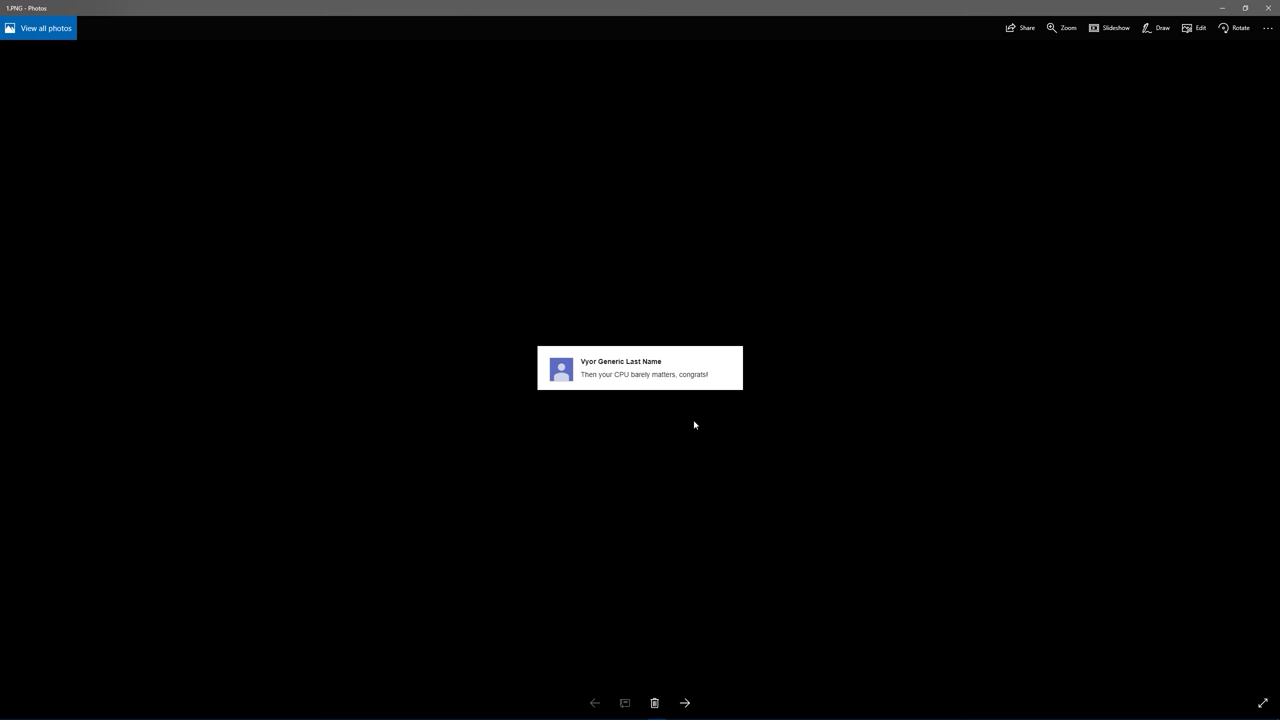 1.PNG - Photos
View all photos
Share
Zoom
Slideshow
Draw
Edit
Rotate
Vyor Generic Last Name
Then your CPU barely matters, congrats!